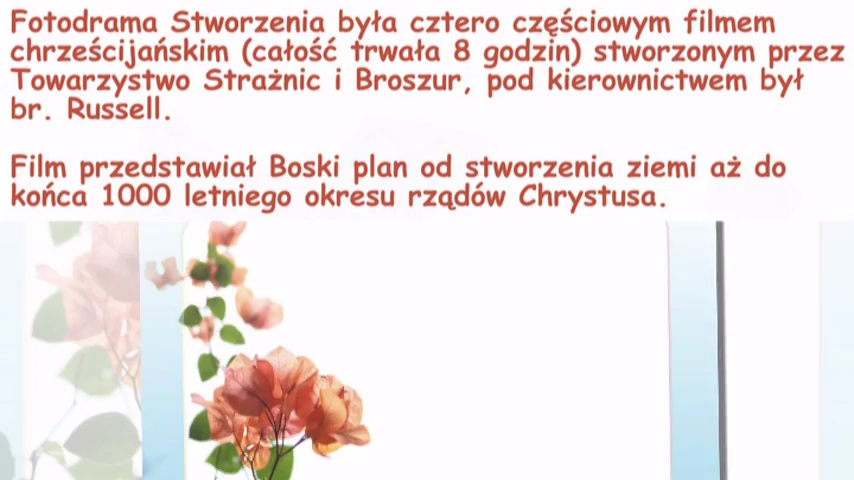 Fotodrama Stworzenia była cztero częściowym filmem
chrześcijańskim (całość trwała 8 godzin) stworzonym przez
Towarzystwo Strażnic i Broszur, pod kierownictwem był
br. Russell.
Film przedstawiał Boski plan od stworzenia ziemi aż do
końca 1000 letniego okresu rządów Chrystusa.